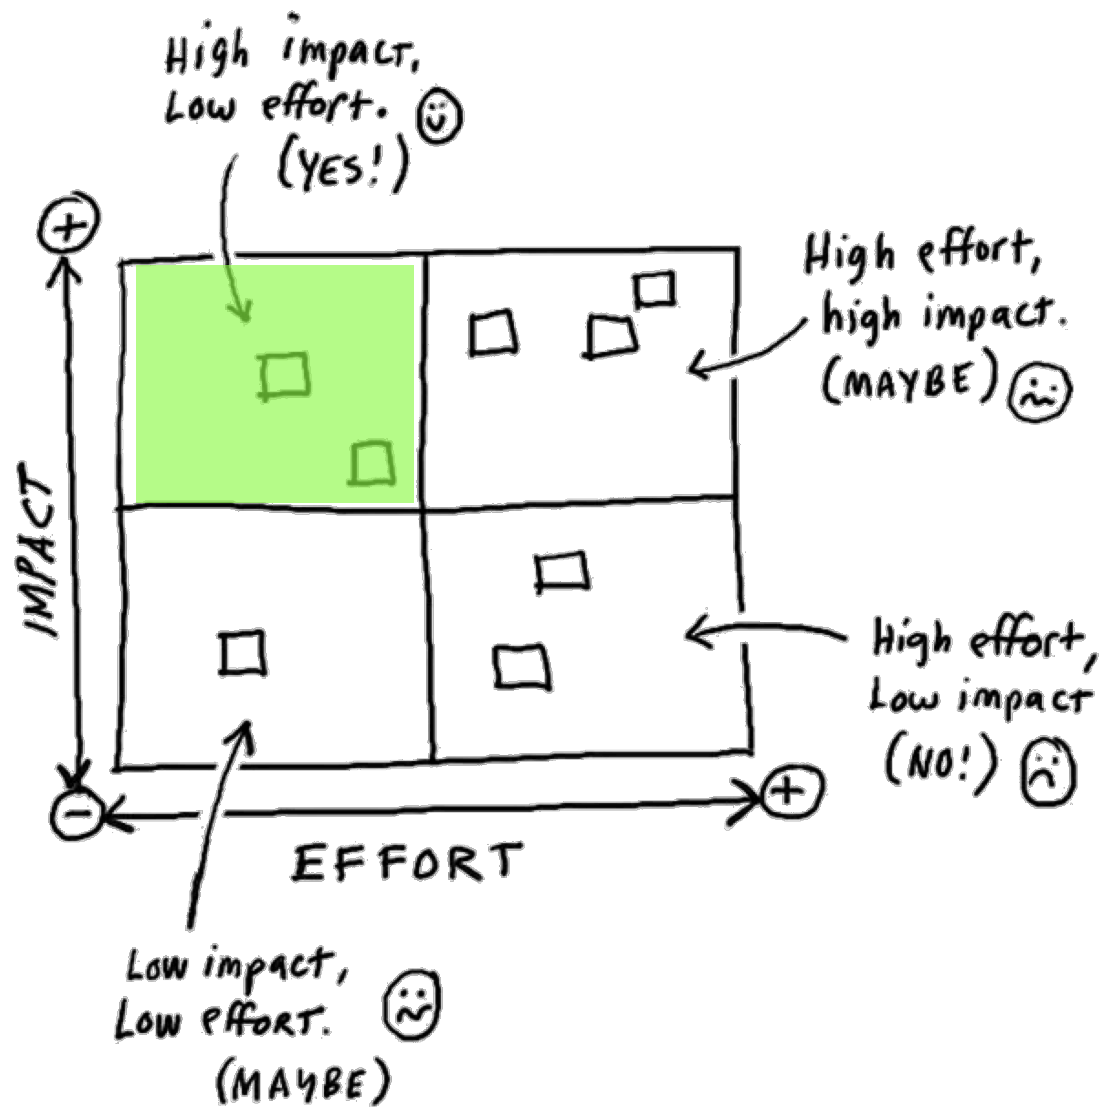 High impact,
Low effort.
(YES!)
+
High effort,
high impact.
(MAYBE)
IMPACT
High effort,
Low impact
(NO!)
−
+
EFFORT
Low impact,
Low effort.
(MAYBE)